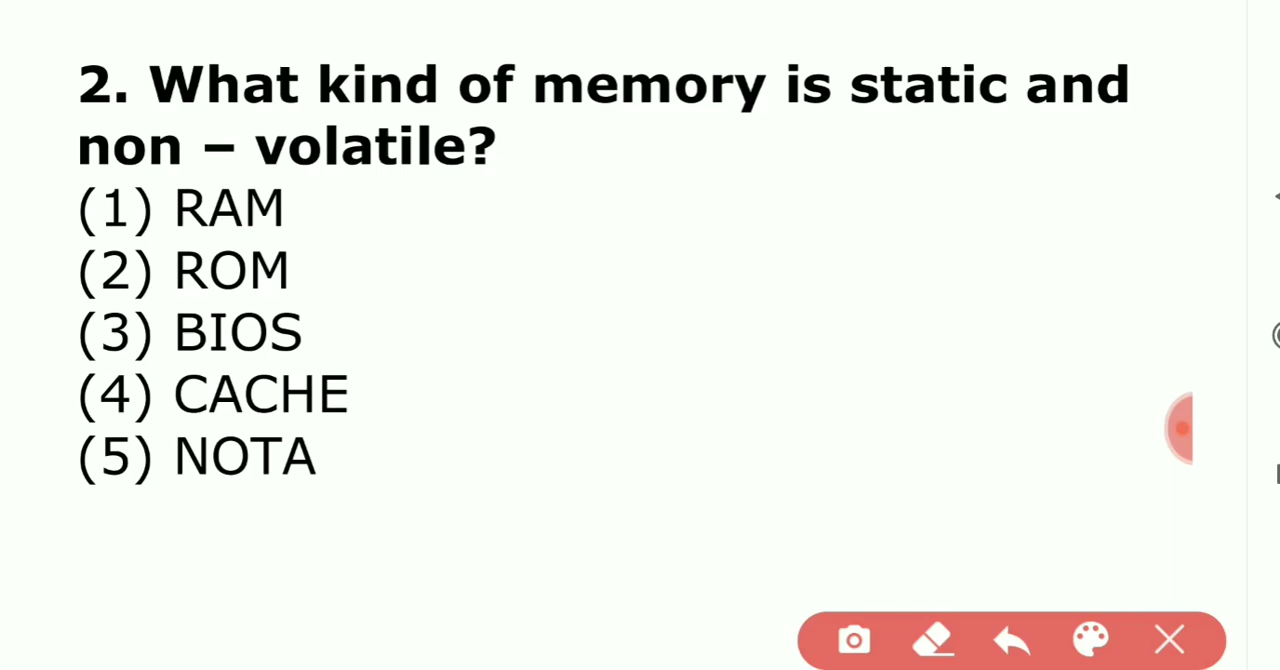 2. What kind of memory is static and
non – volatile?
(1) RAM
(2) ROM
(3) BIOS
(4) CACHE
(5) NOTA